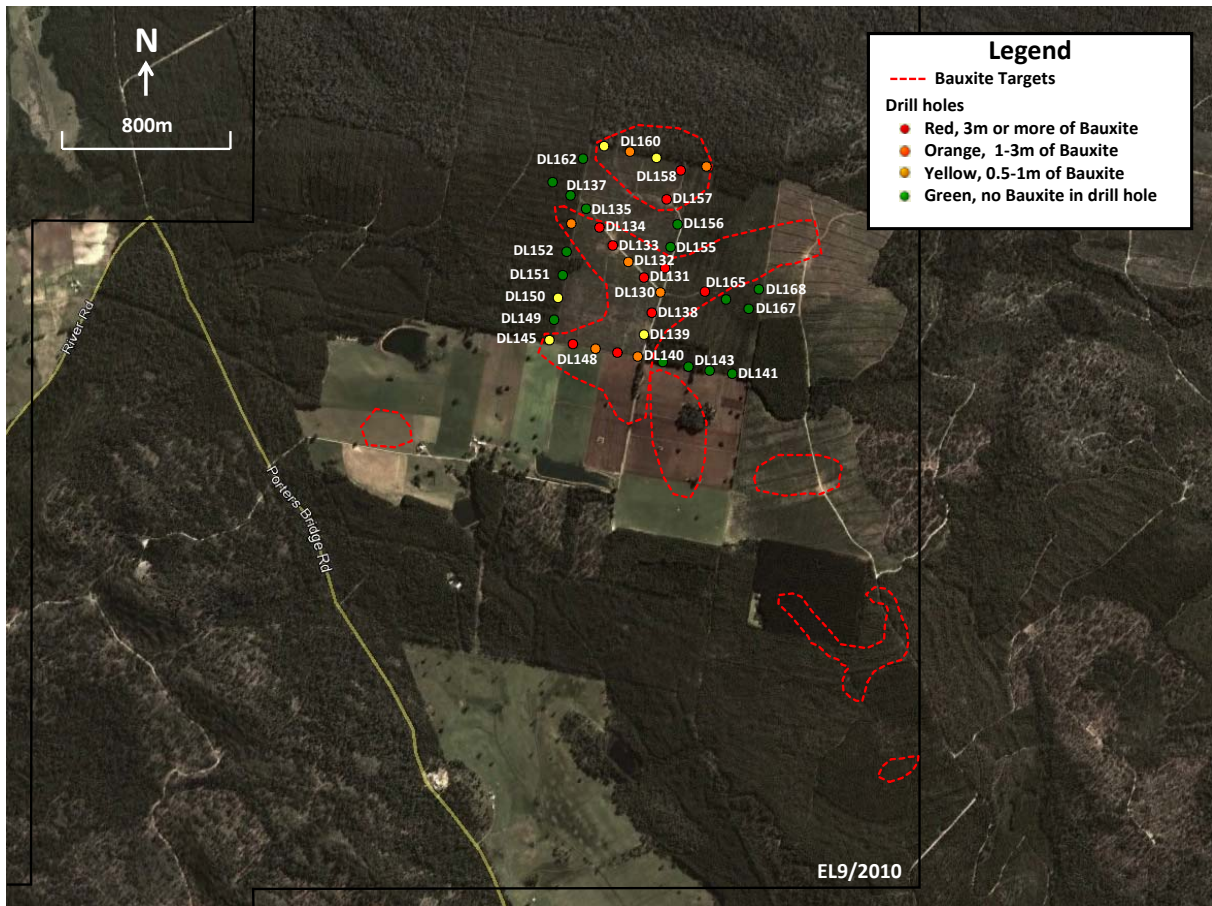 N
800m
Legend
Bauxite Targets
Drill holes
Red, 3m or more of Bauxite
Orange, 1-3m of Bauxite
Yellow, 0.5-1m of Bauxite
Green, no Bauxite in drill hole
DL160
DL162
DL158
DL137
DL157
DL135
DL156
DL134
DL133
DL155
DL152
DL132
DL151
DL131
DL165
DL168
DL130
DL150
DL167
DL138
DL149
DL139
DL145
DL148
DL140
DL143
DL141
River Rd
Porters Bridge Rd
EL9/2010